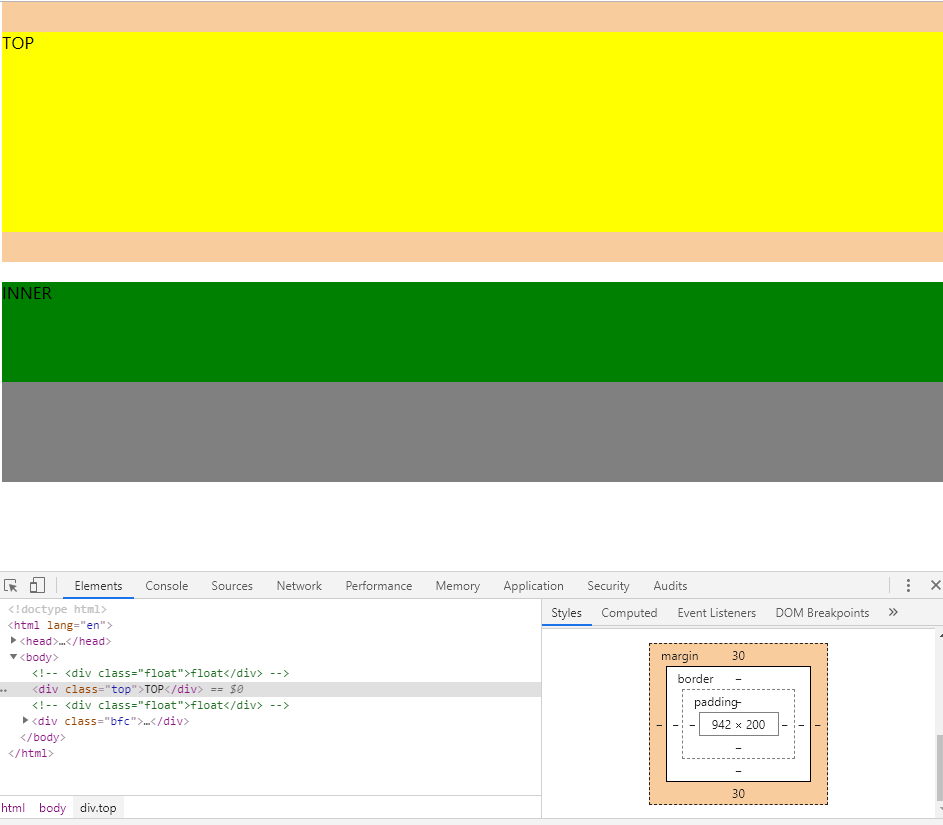 TOP
INNER
Elements Console Sources Network Performance Memory Application Security Audits
<!doctype html>
<html lang="en">
<head>…</head>
<body>
<!-- <div class="float">float</div> -->
<div class="top">TOP</div> == $0
<!-- <div class="float">float</div> -->
<div class="bfc">…</div>
</body>
</html>
html body div.top
Styles Computed Event Listeners DOM Breakpoints »
margin 30
border –
padding –
– – – 942 × 200 – – –
–
–
30